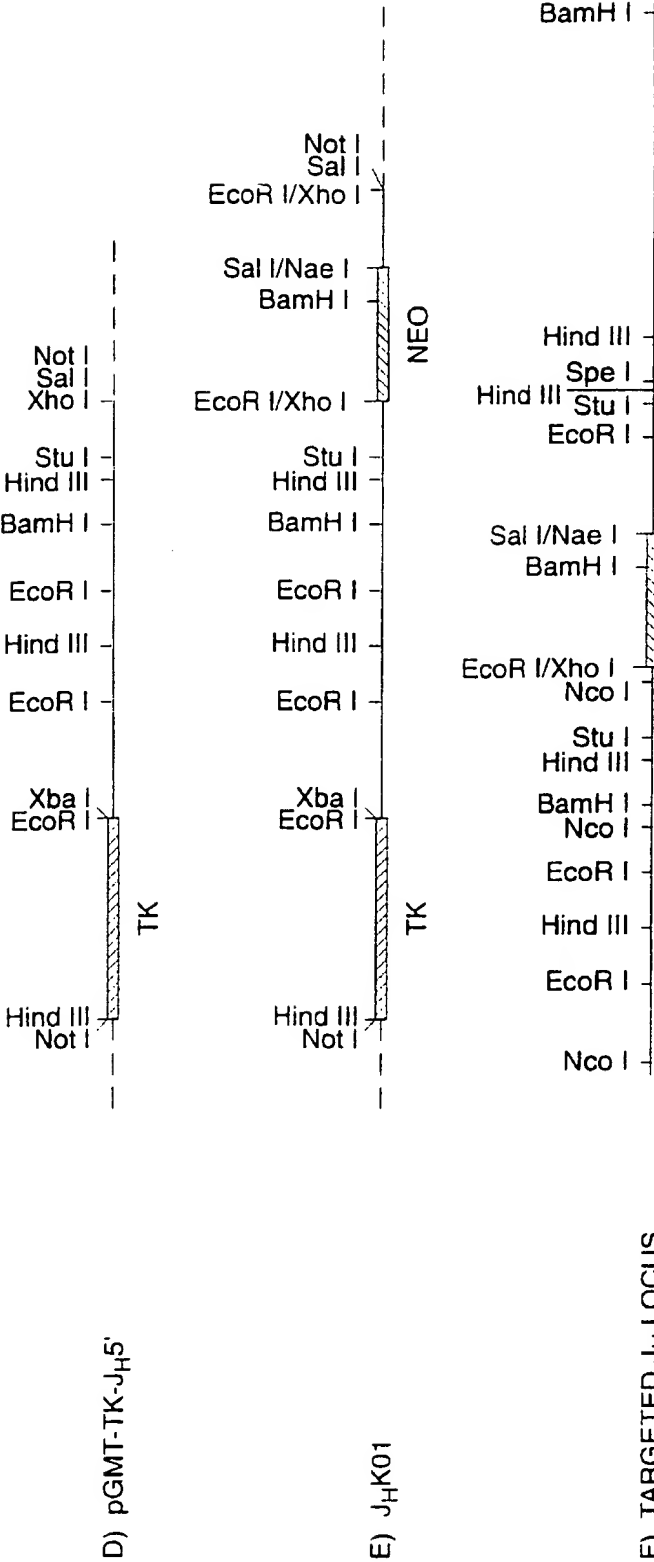 BamH I
Not I
Sal I
EcoR I/Xho I
Sal I/Nae I
BamH I
NEO
EcoR I/Xho I
Stu I
Hind III
BamH I
EcoR I
Hind III
EcoR I
Xba I
EcoR I
TK
Hind III
Not I
E) JHK01
Not I
Sal I
Xho I
Stu I
Hind III
BamH I
EcoR I
Hind III
EcoR I
Xba I
EcoR I
TK
Hind III
Not I
D) pGMT-TK-JH5'
Hind III
Spe I
Hind III
Stu I
EcoR I
Sal I/Nae I
BamH I
EcoR I/Xho I
Nco I
Stu I
Hind III
BamH I
Nco I
EcoR I
Hind III
EcoR I
Nco I
F) TARGETED JH LOCUS